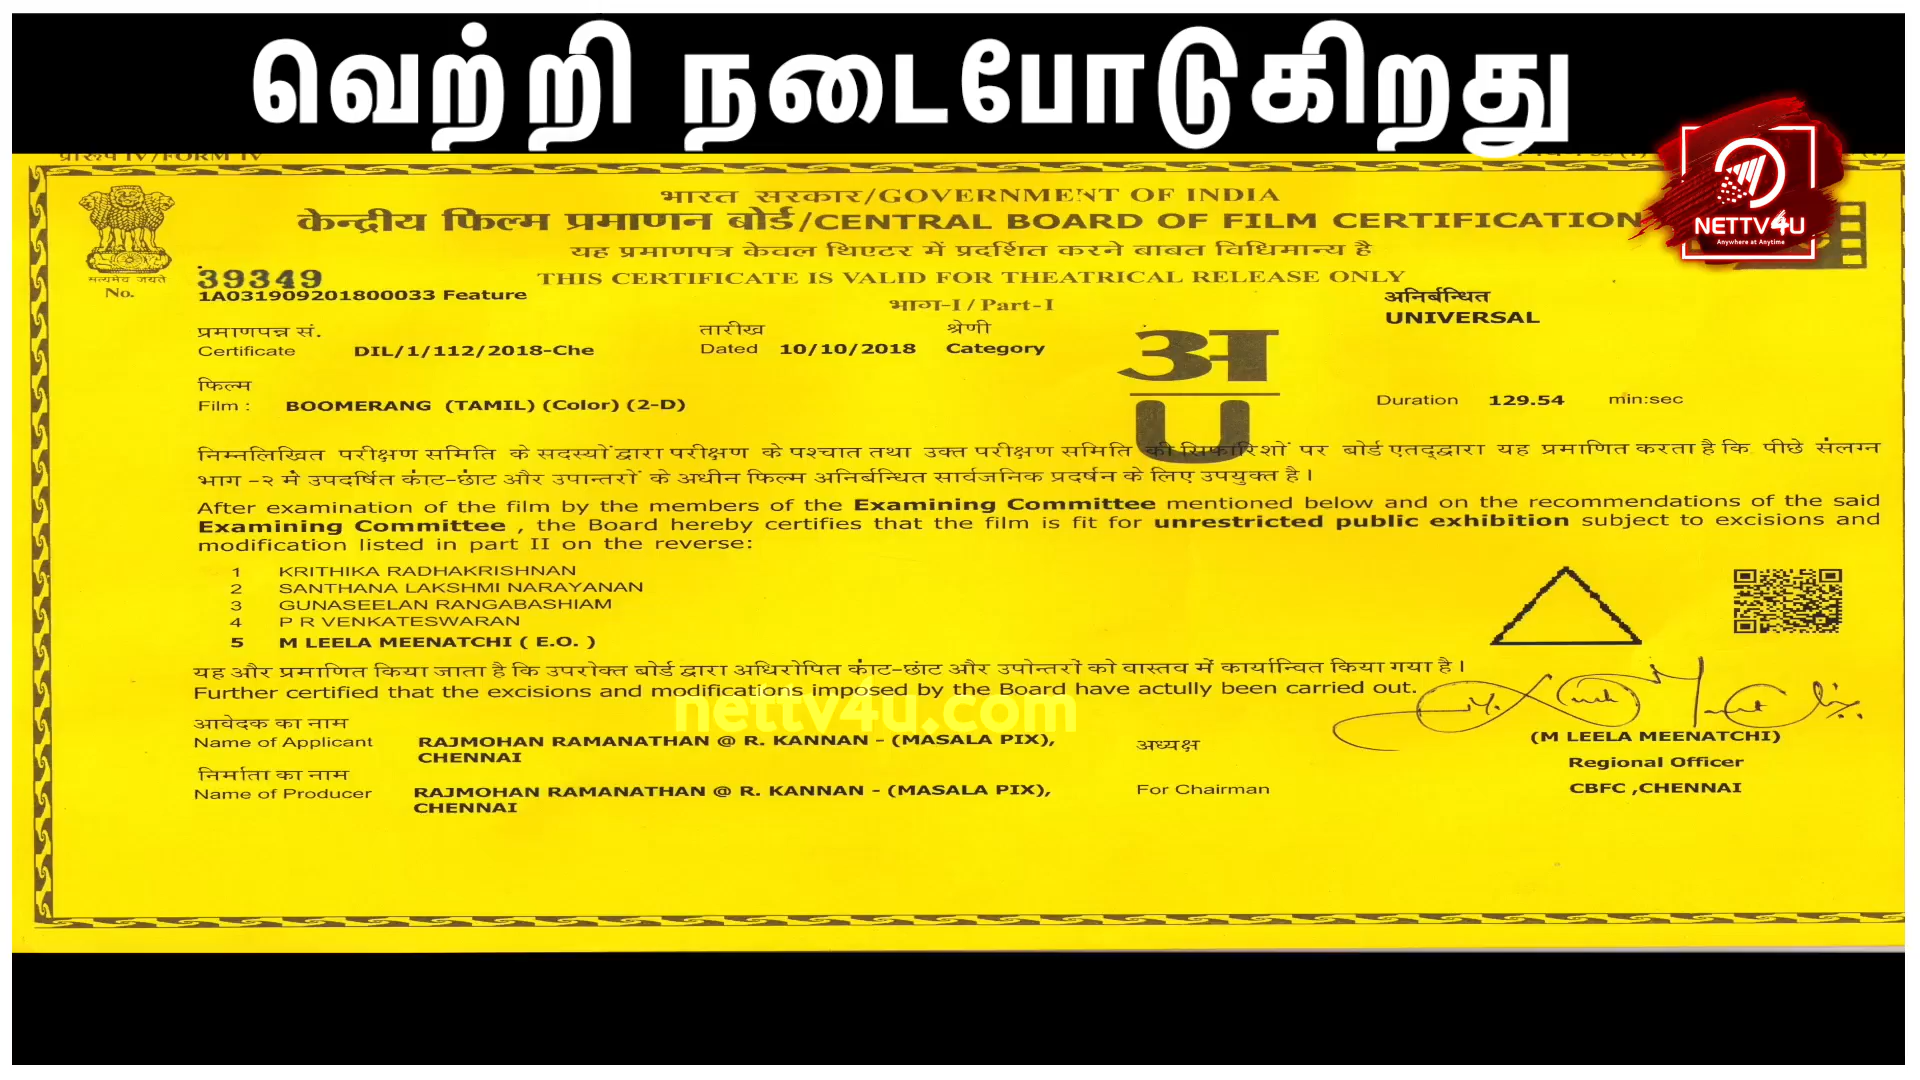 வெற்றி நடைபோடுகிறது
प्रारूप IV/FORM IV
NETTV4U
Anywhere at Anytime
भारत सरकार/GOVERNMENT OF INDIA
केन्द्रीय फिल्म प्रमाणन बोर्ड/CENTRAL BOARD OF FILM CERTIFICATION
यह प्रमाणपत्र केवल थिएटर में प्रदर्शित करने बाबत विधिमान्य है
THIS CERTIFICATE IS VALID FOR THEATRICAL RELEASE ONLY
भाग-I / Part-I
सत्यमेव जयते
No.
39349
1A031909201800033 Feature
अनिर्बन्धित
UNIVERSAL
प्रमाणपत्र सं. तारीख श्रेणी
Certificate DIL/1/112/2018-Che Dated 10/10/2018 Category
अ
U
फिल्म
Film : BOOMERANG (TAMIL) (Color) (2-D) Duration 129.54 min:sec
निम्नलिखित परीक्षण समिति के सदस्यों द्वारा परीक्षण के पश्चात तथा उक्त परीक्षण समिति की सिफारिशों पर बोर्ड एतद्द्वारा यह प्रमाणित करता है कि पीछे संलग्न
भाग -२ में उपदर्षित कांट-छांट और उपान्तरों के अधीन फिल्म अनिर्बन्धित सार्वजनिक प्रदर्षन के लिए उपयुक्त है।
After examination of the film by the members of the Examining Committee mentioned below and on the recommendations of the said
Examining Committee , the Board hereby certifies that the film is fit for unrestricted public exhibition subject to excisions and
modification listed in part II on the reverse:
1 KRITHIKA RADHAKRISHNAN
2 SANTHANA LAKSHMI NARAYANAN
3 GUNASEELAN RANGABASHIAM
4 P R VENKATESWARAN
5 M LEELA MEENATCHI ( E.O. )
यह और प्रमाणित किया जाता है कि उपरोक्त बोर्ड द्वारा अधिरोपित कांट-छांट और उपोन्तरों को वास्तव में कार्यान्वित किया गया है।
Further certified that the excisions and modifications imposed by the Board have actully been carried out.
nettv4u.com
आवेदक का नाम
Name of Applicant RAJMOHAN RAMANATHAN @ R. KANNAN - (MASALA PIX),
CHENNAI
अध्यक्ष
(M LEELA MEENATCHI)
Regional Officer
निर्माता का नाम
Name of Producer RAJMOHAN RAMANATHAN @ R. KANNAN - (MASALA PIX),
CHENNAI
For Chairman
CBFC ,CHENNAI